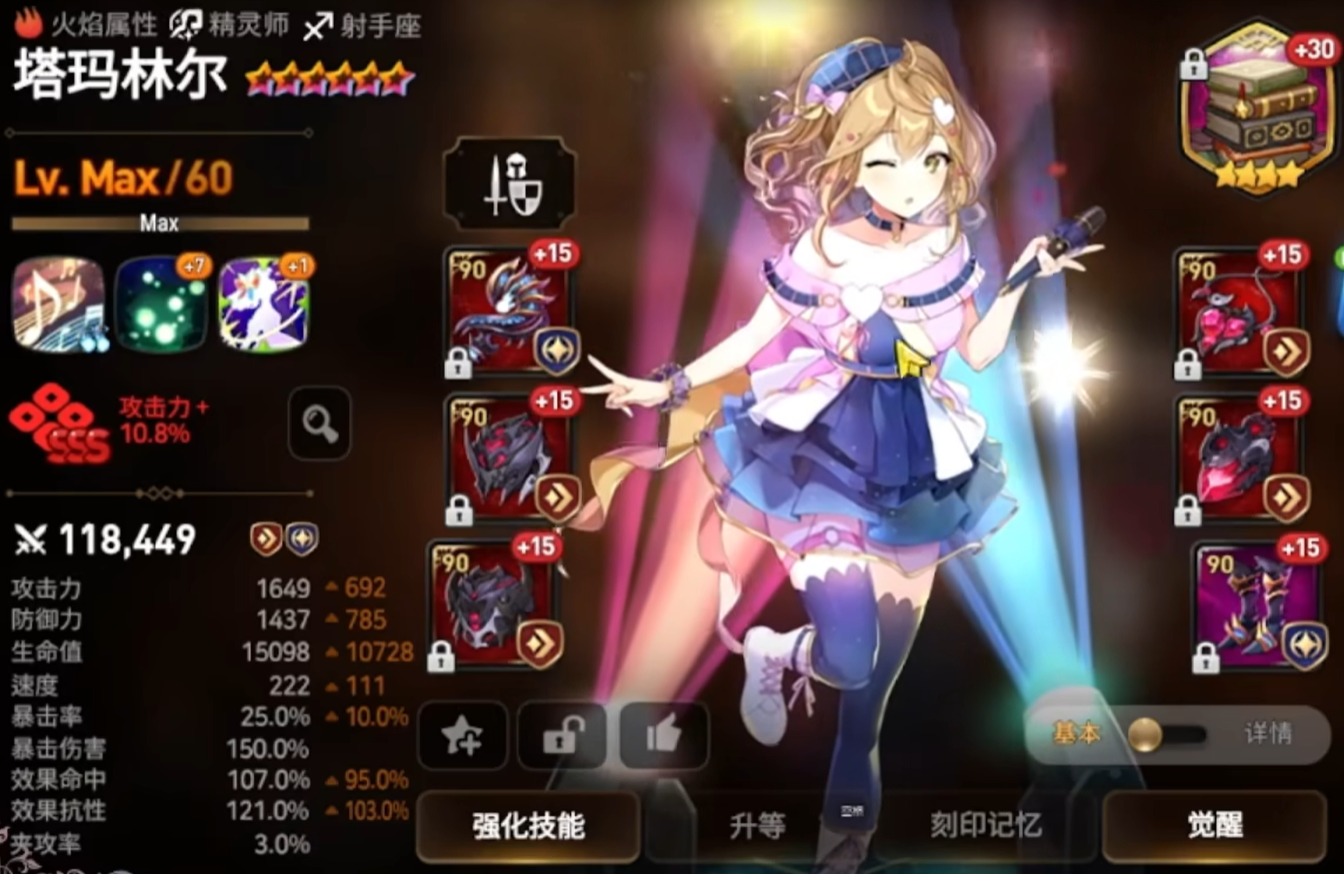 火焰属性 精灵师 射手座
塔玛林尔
Lv. Max/60
Max
+7 +1
攻击力+
10.8%
SSS
118,449
攻击力 1649 692
防御力 1437 785
生命值 15098 10728
速度 222 111
暴击率 25.0% 10.0%
暴击伤害 150.0%
效果命中 107.0% 95.0%
效果抗性 121.0% 103.0%
夹攻率 3.0%
90 +15
90 +15
90 +15
+30
90 +15
90 +15
90 +15
基本 详情
强化技能 升等 刻印记忆 觉醒